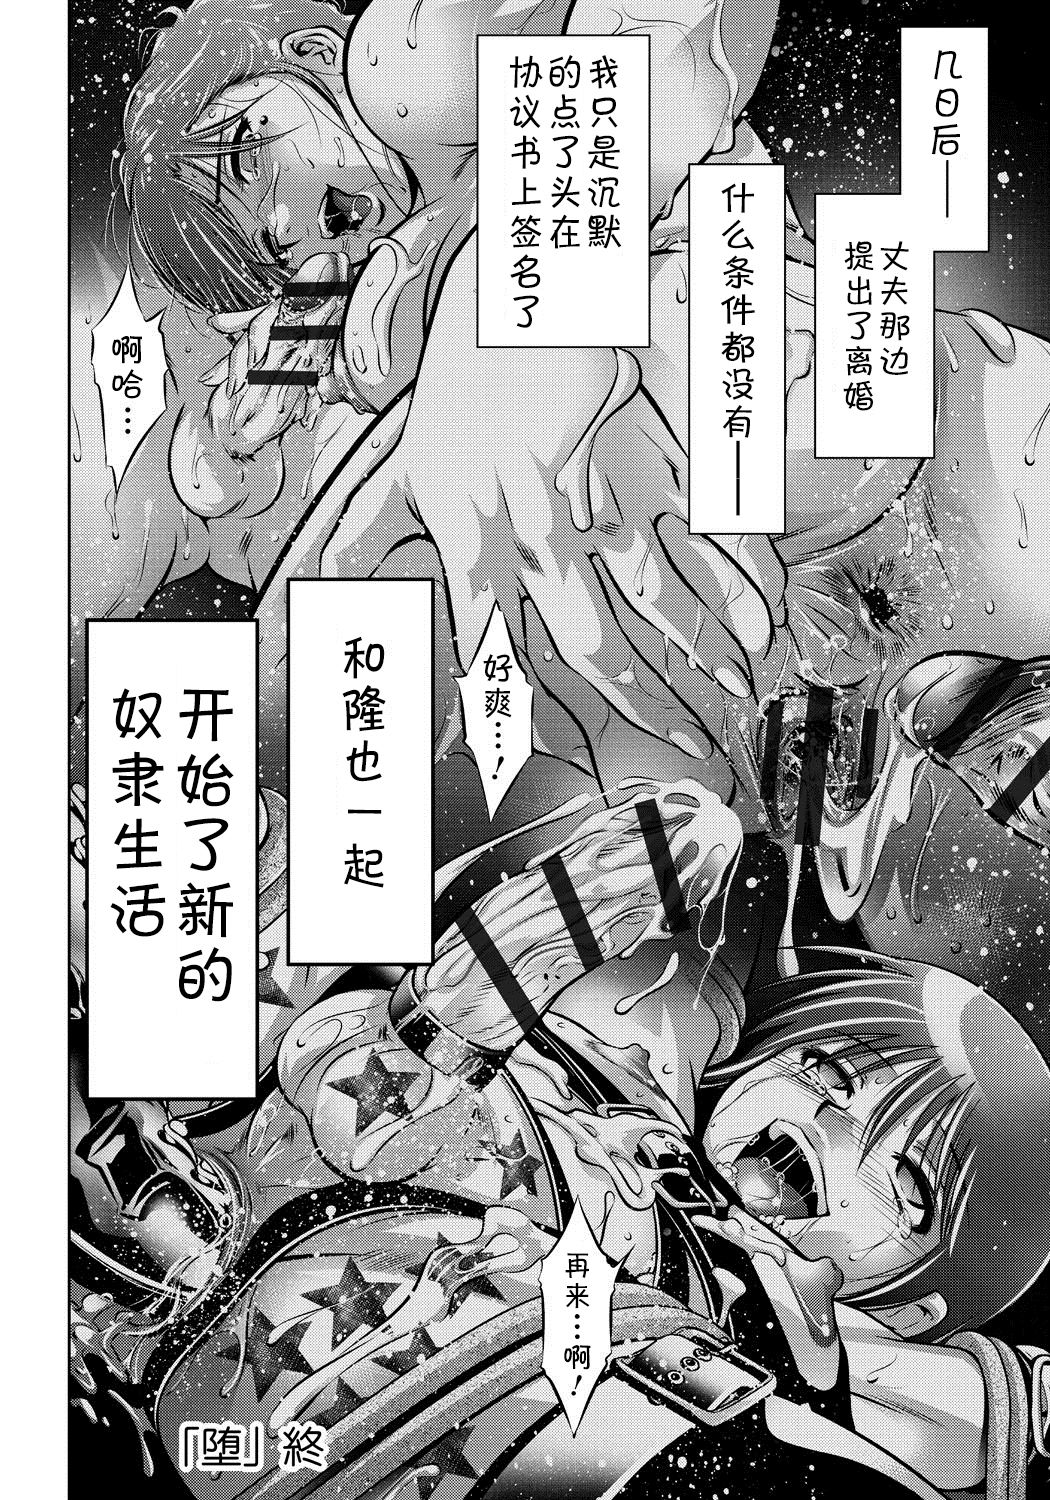 几日后——
丈夫那边
提出了离婚
什么条件都没有——
我只是沉默
的点了头在
协议书上签名了
啊哈…
好爽…！
和隆也一起
开始了新的
奴隶生活
再来…啊！
「堕」終